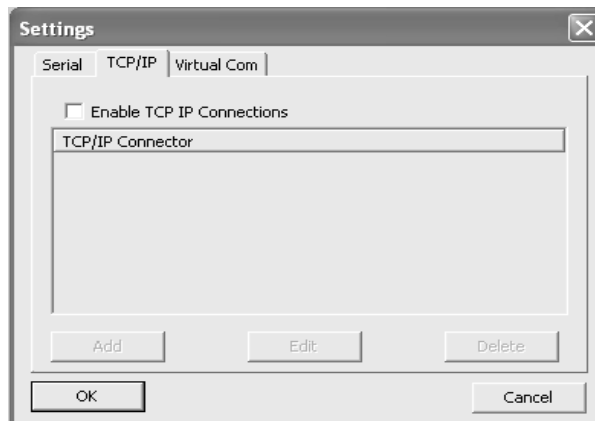 Settings
Serial TCP/IP Virtual Com
Enable TCP IP Connections
TCP/IP Connector
Add Edit Delete
OK Cancel